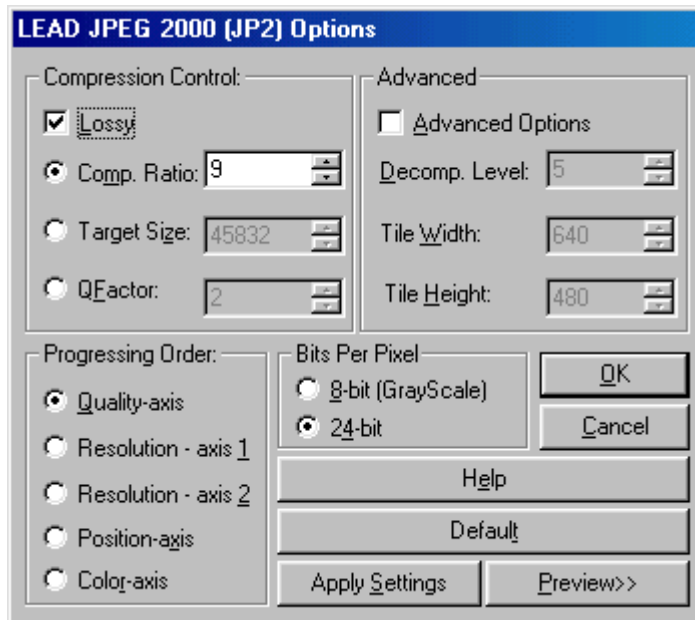 LEAD JPEG 2000 (JP2) Options
Compression Control:
Lossy
Comp. Ratio: 9
Target Size: 45832
QFactor: 2
Advanced
Advanced Options
Decomp. Level: 5
Tile Width: 640
Tile Height: 480
Progressing Order:
Quality-axis
Resolution - axis 1
Resolution - axis 2
Position-axis
Color-axis
Bits Per Pixel
8-bit (GrayScale)
24-bit
OK
Cancel
Help
Default
Apply Settings
Preview>>